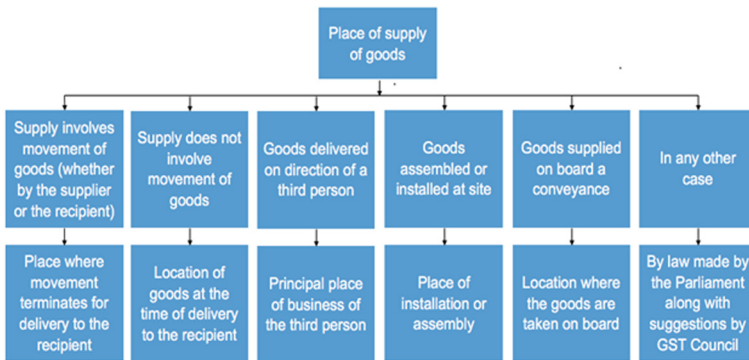 Place of supply
of goods
Supply involves
movement of
goods (whether
by the supplier
or the recipient)
Supply does not
involve
movement of
goods
Goods delivered
on direction of a
third person
Goods
assembled or
installed at site
Goods supplied
on board a
conveyance
In any other
case
Place where
movement
terminates for
delivery to the
recipient
Location of
goods at the
time of delivery
to the recipient
Principal place
of business of
the third person
Place of
installation or
assembly
Location where
the goods are
taken on board
By law made by
the Parliament
along with
suggestions by
GST Council